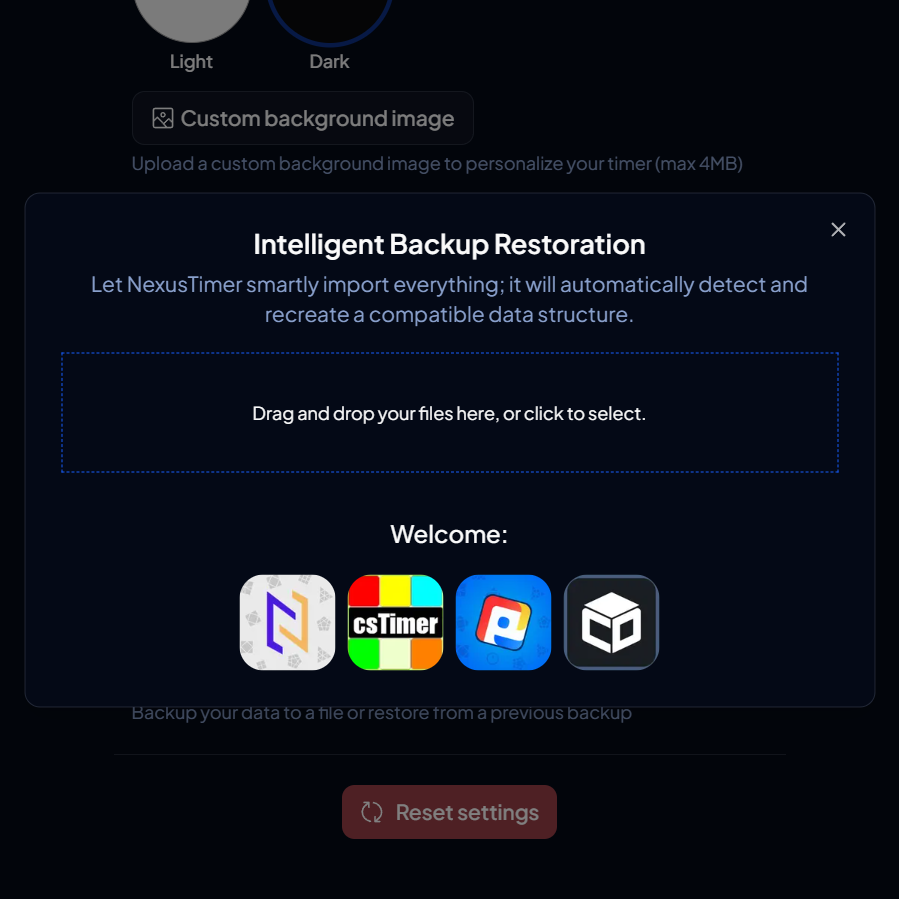 Light
Dark
Custom background image
Upload a custom background image to personalize your timer (max 4MB)
Intelligent Backup Restoration
Let NexusTimer smartly import everything; it will automatically detect and
recreate a compatible data structure.
Drag and drop your files here, or click to select.
Welcome:
csTimer
Backup your data to a file or restore from a previous backup
Reset settings